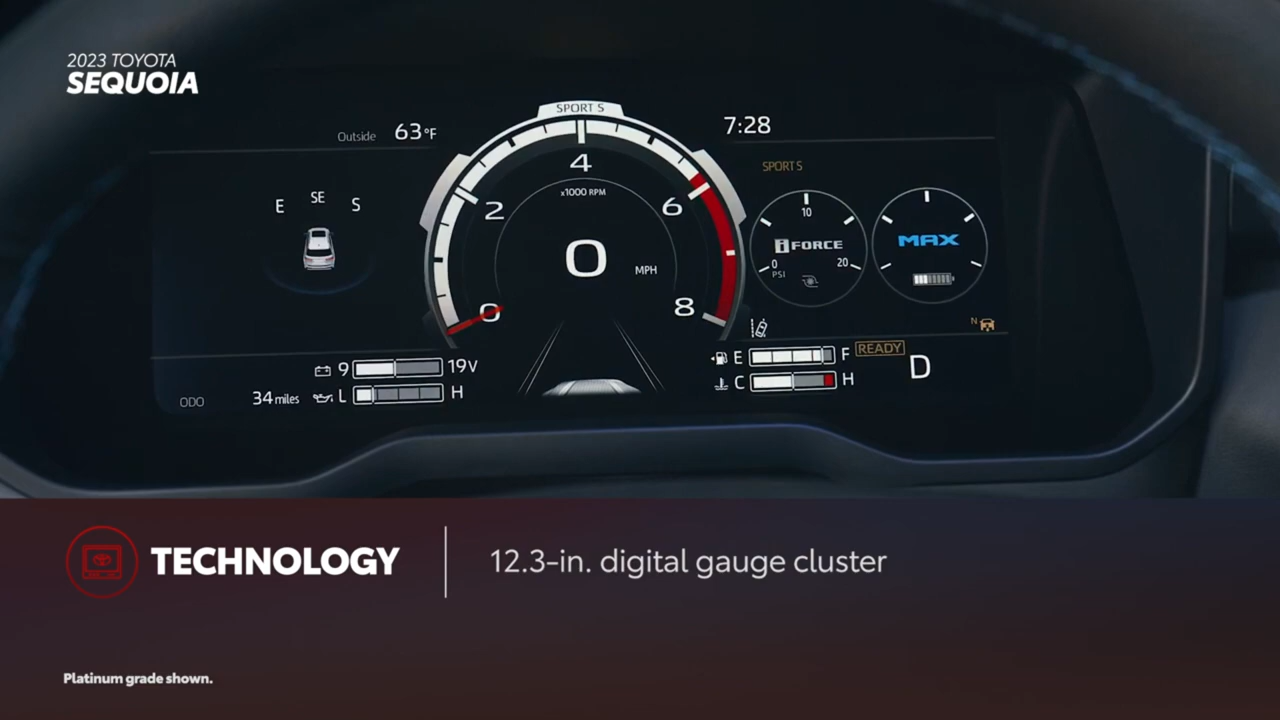 2023 TOYOTA
SEQUOIA
SPORT S
Outside 63°F
7:28
SPORT S
E SE S
4
x1000 RPM
2
6
0
MPH
0
8
10
iFORCE
0
20
PSI
MAX
N
9 19V
L H
ODO 34 miles
E F
READY
C H
D
TECHNOLOGY
12.3-in. digital gauge cluster
Platinum grade shown.